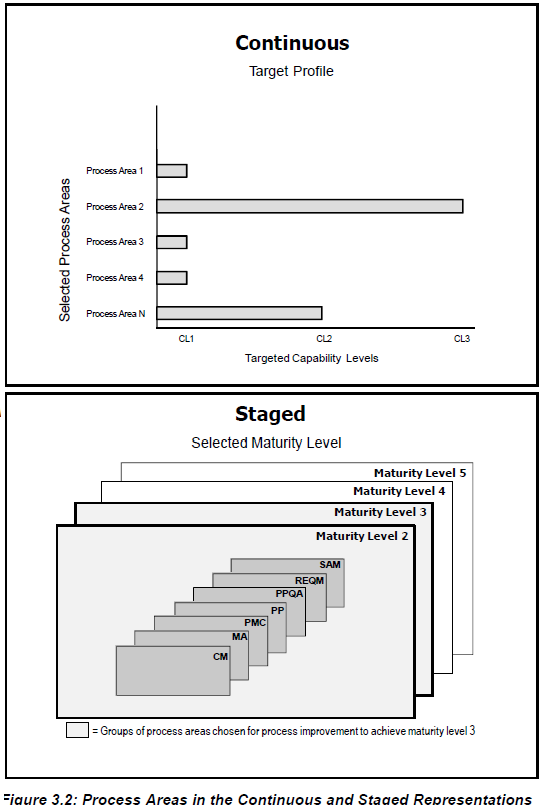 Continuous
Target Profile
Selected Process Areas
Process Area 1
Process Area 2
Process Area 3
Process Area 4
Process Area N
CL1 CL2 CL3
Targeted Capability Levels
Staged
Selected Maturity Level
Maturity Level 5
Maturity Level 4
Maturity Level 3
Maturity Level 2
SAM
REQM
PPQA
PP
PMC
MA
CM
= Groups of process areas chosen for process improvement to achieve maturity level 3
Figure 3.2: Process Areas in the Continuous and Staged Representations